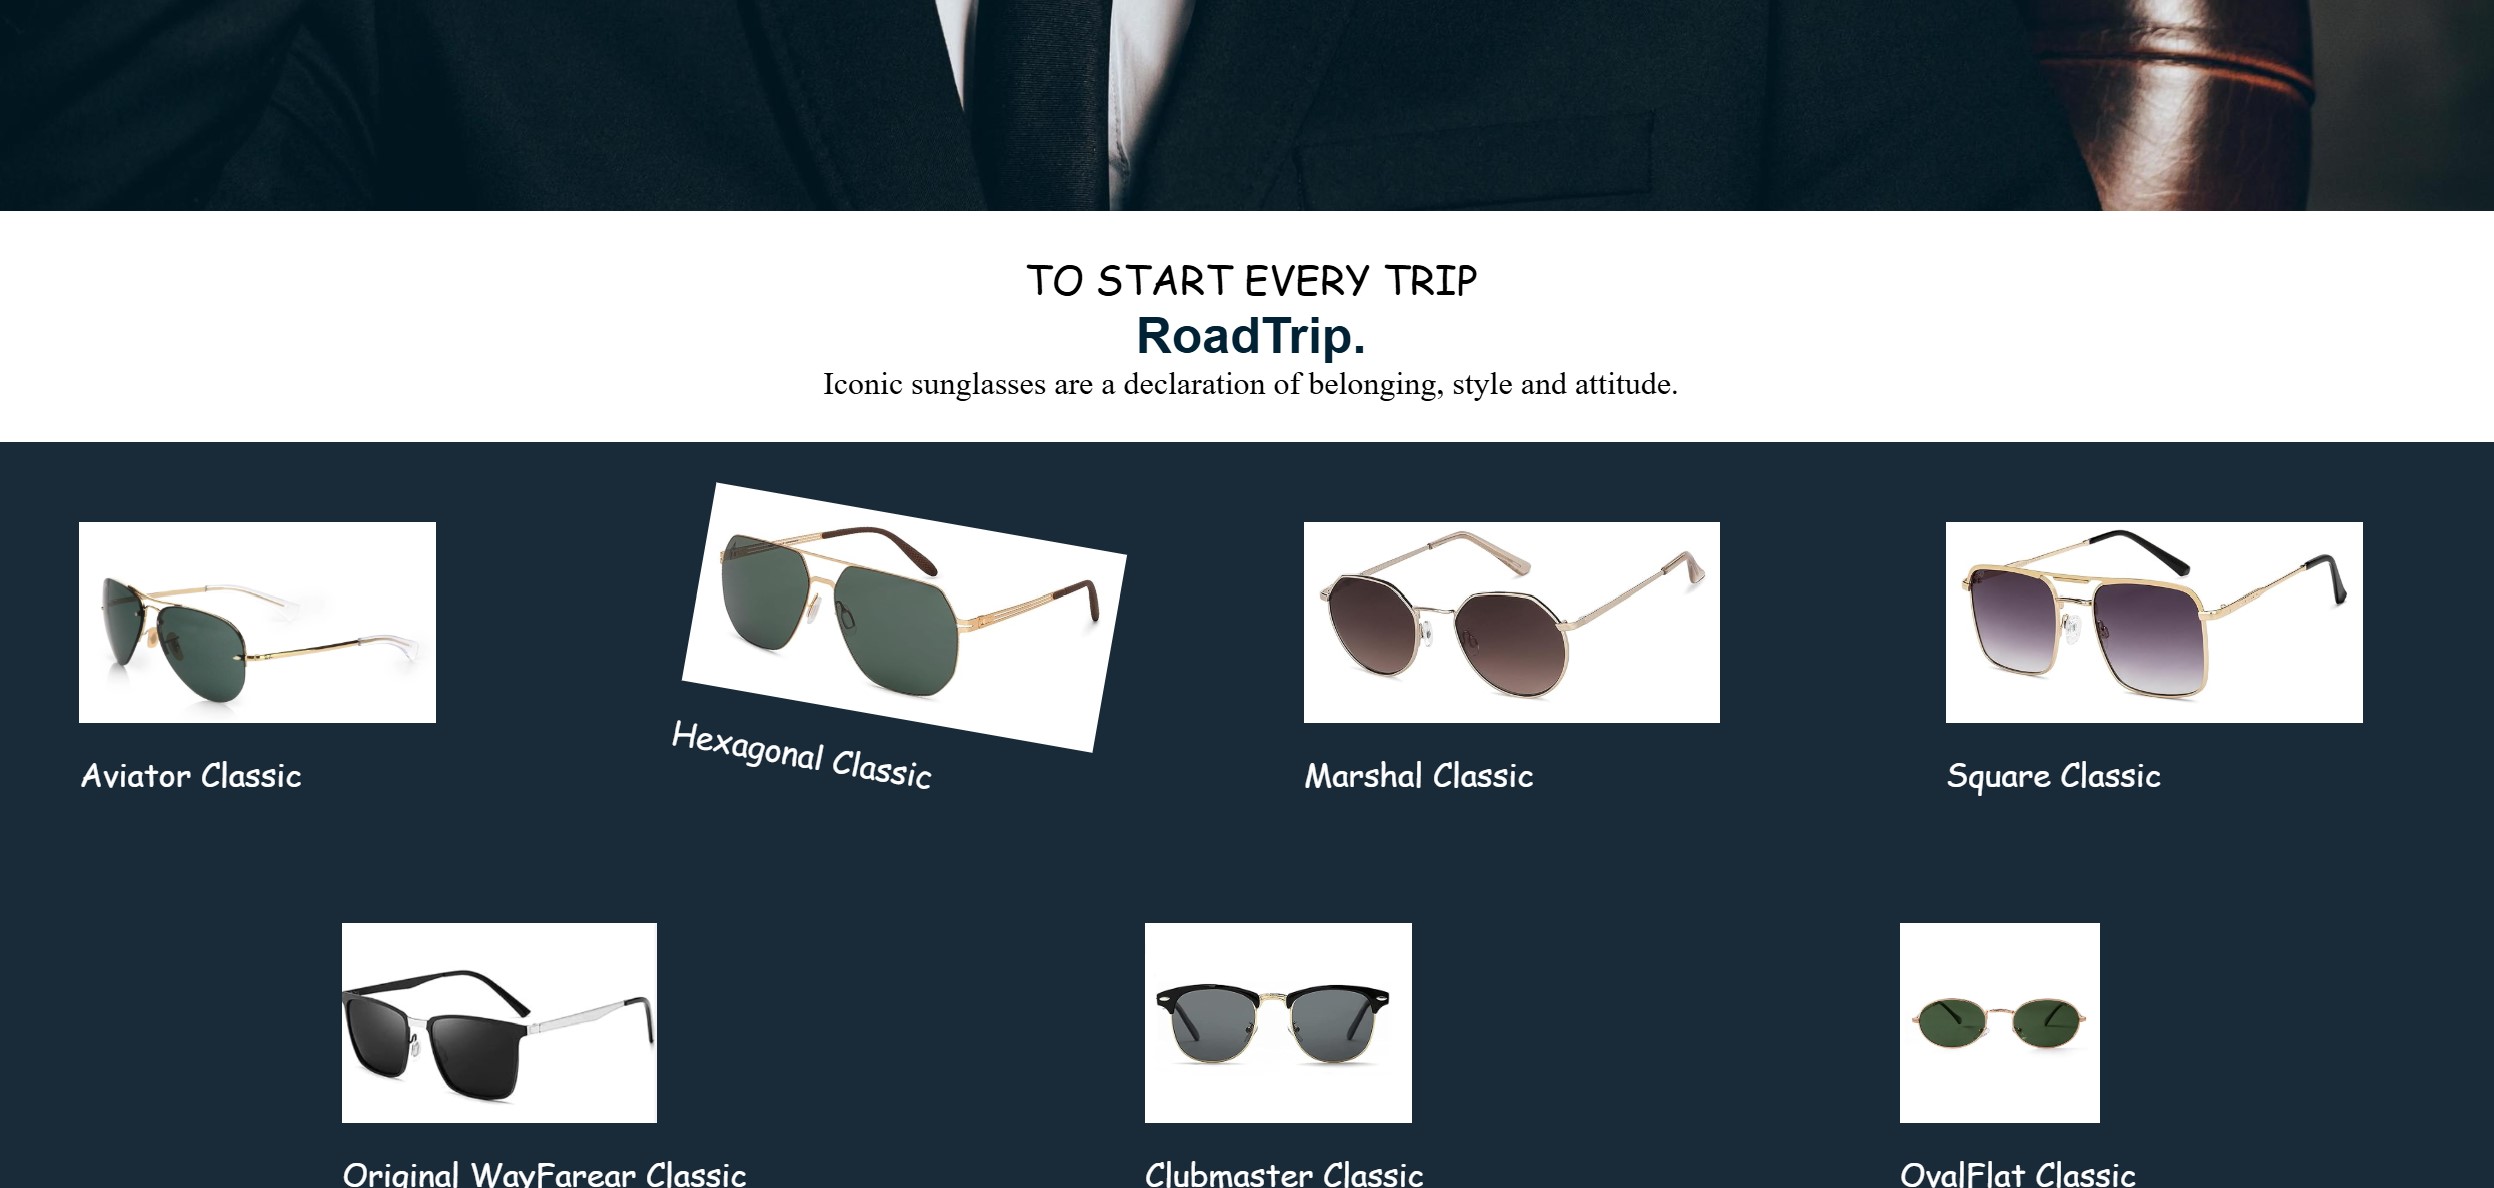 TO START EVERY TRIP
RoadTrip.
Iconic sunglasses are a declaration of belonging, style and attitude.
Aviator Classic
Hexagonal Classic
Marshal Classic
Square Classic
Original WayFarear Classic
Clubmaster Classic
OvalFlat Classic